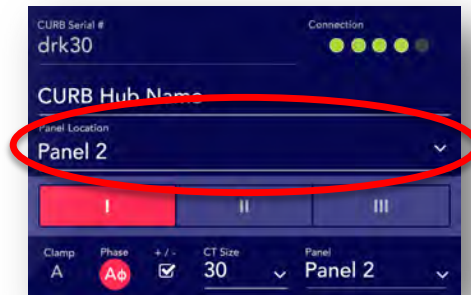 CURB Serial # Connection
drk30
CURB Hub Name
Panel Location
Panel 2
I II III
Clamp Phase + / - CT Size Panel
A Aϕ 30 Panel 2